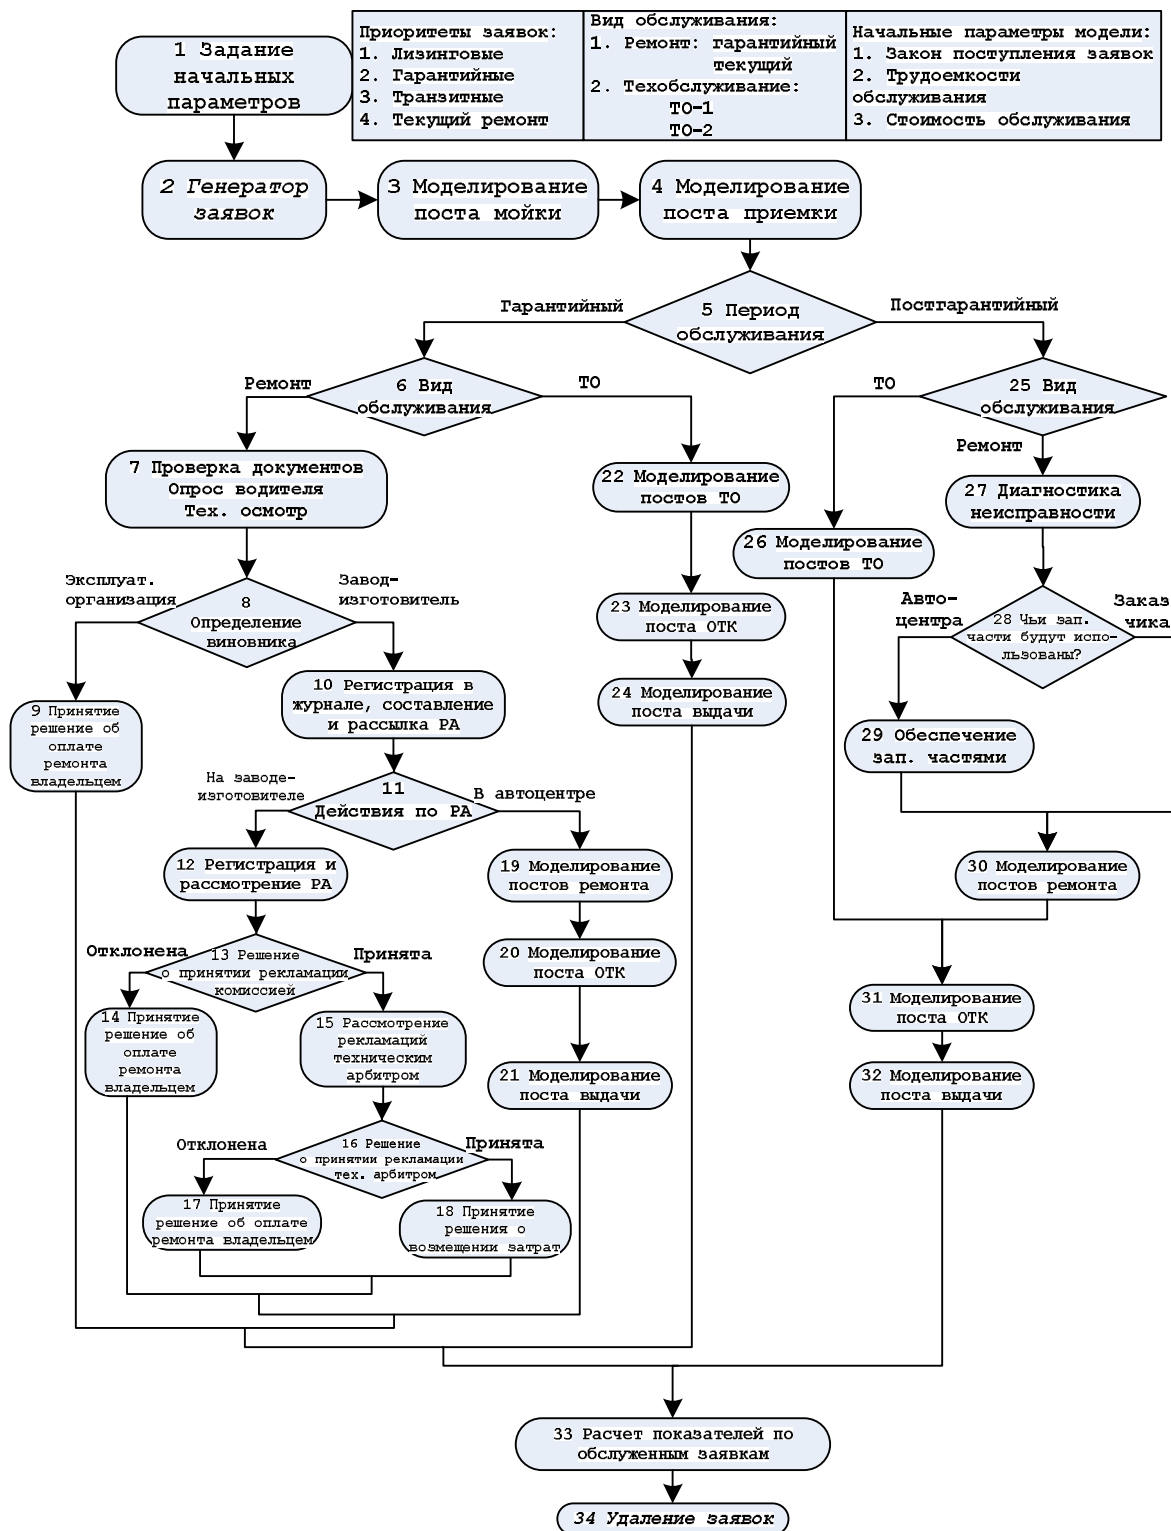 1 Задание
начальных
параметров
Приоритеты заявок:
1. Лизинговые
2. Гарантийные
3. Транзитные
4. Текущий ремонт
Вид обслуживания:
1. Ремонт: гарантийный
текущий
2. Техобслуживание:
ТО-1
ТО-2
Начальные параметры модели:
1. Закон поступления заявок
2. Трудоемкости
обслуживания
3. Стоимость обслуживания
2 Генератор
заявок
3 Моделирование
поста мойки
4 Моделирование
поста приемки
5 Период
обслуживания
Гарантийный
Постгарантийный
6 Вид
обслуживания
Ремонт
ТО
25 Вид
обслуживания
ТО
Ремонт
7 Проверка документов
Опрос водителя
Тех. осмотр
22 Моделирование
постов ТО
27 Диагностика
неисправности
26 Моделирование
постов ТО
Эксплуат.
организация
8
Определение
виновника
Завод-
изготовитель
23 Моделирование
поста ОТК
Авто-
центра
28 Чьи зап.
части будут испо-
льзованы?
Заказ
чика
9 Принятие
решение об
оплате
ремонта
владельцем
10 Регистрация в
журнале, составление
и рассылка РА
24 Моделирование
поста выдачи
29 Обеспечение
зап. частями
На заводе-
изготовителе
11
Действия по РА
В автоцентре
12 Регистрация и
рассмотрение РА
19 Моделирование
постов ремонта
30 Моделирование
постов ремонта
Отклонена
13 Решение
о принятии рекламации
комиссией
Принята
20 Моделирование
поста ОТК
14 Принятие
решение об
оплате
ремонта
владельцем
15 Рассмотрение
рекламаций
техническим
арбитром
31 Моделирование
поста ОТК
21 Моделирование
поста выдачи
32 Моделирование
поста выдачи
Отклонена
16 Решение
о принятии рекламации
тех. арбитром
Принята
17 Принятие
решение об оплате
ремонта владельцем
18 Принятие
решения о
возмещении затрат
33 Расчет показателей по
обслуженным заявкам
34 Удаление заявок